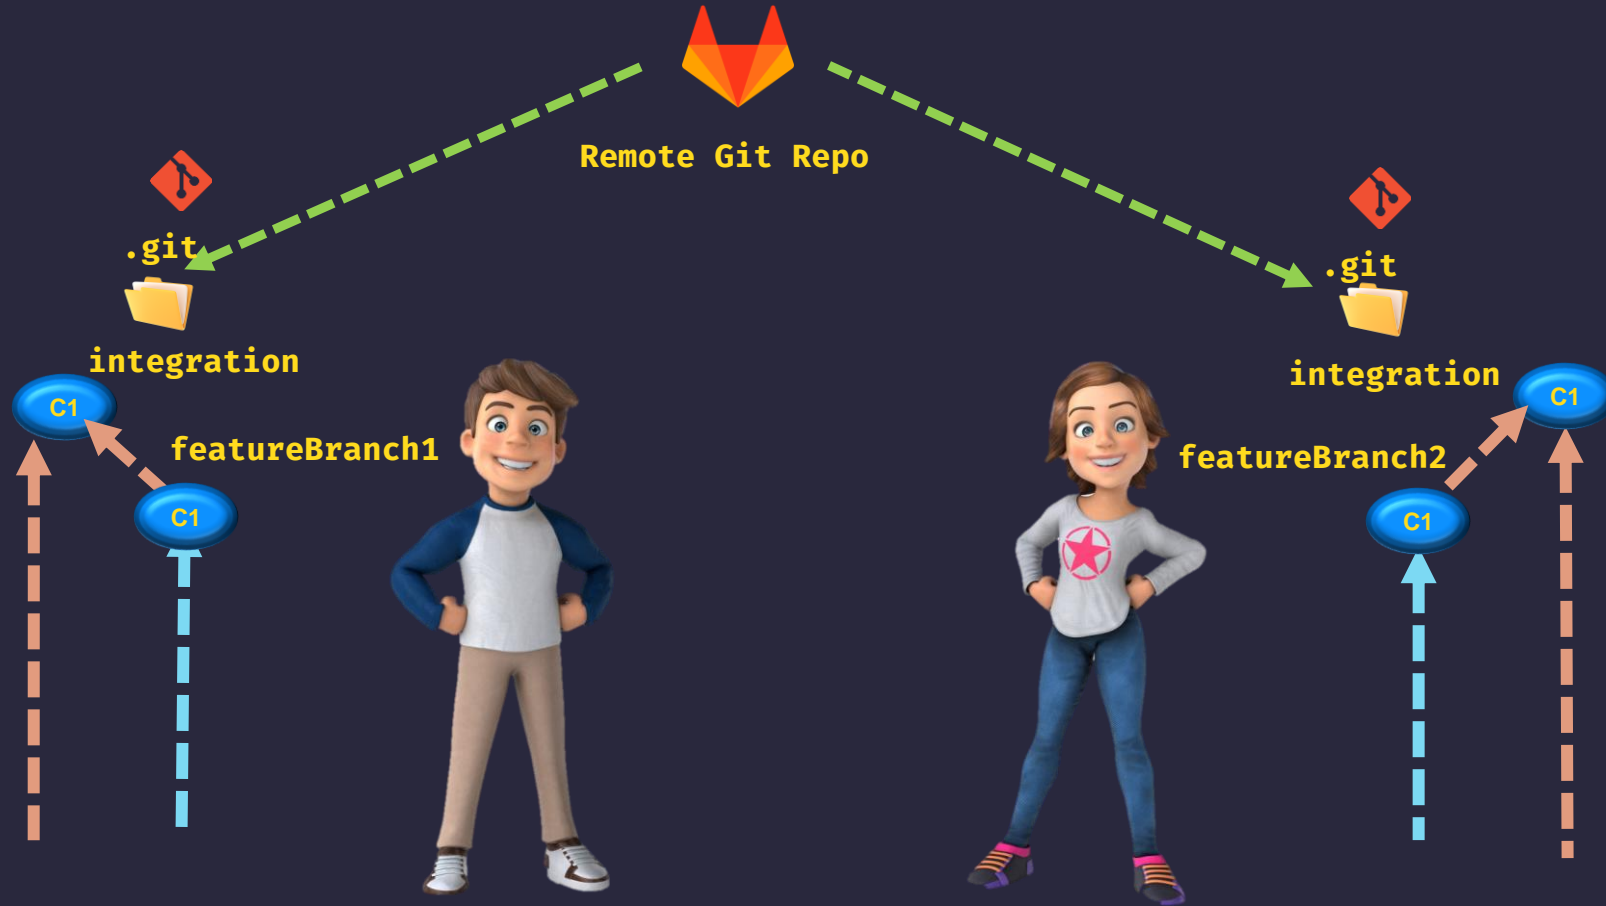 Remote Git Repo
.git
integration
C1
featureBranch1
C1
.git
integration
C1
featureBranch2
C1